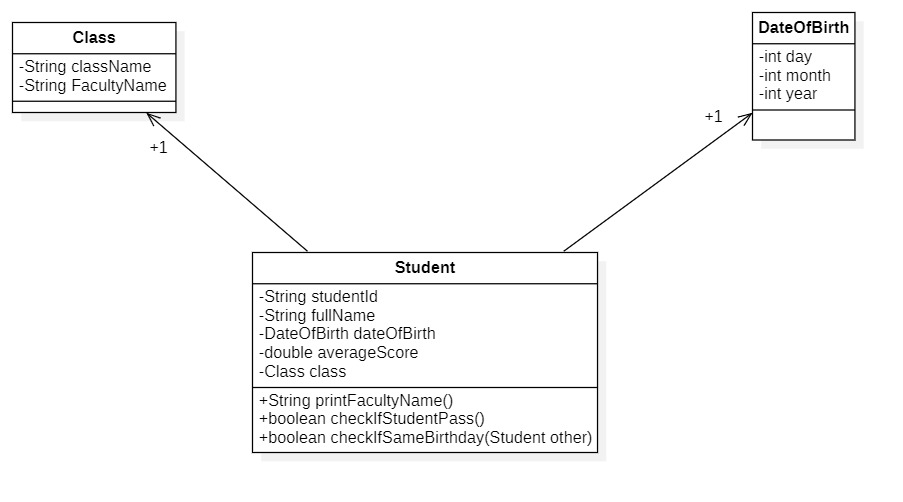 Class
-String className
-String FacultyName
DateOfBirth
-int day
-int month
-int year
+1
+1
Student
-String studentId
-String fullName
-DateOfBirth dateOfBirth
-double averageScore
-Class class
+String printFacultyName()
+boolean checkIfStudentPass()
+boolean checkIfSameBirthday(Student other)